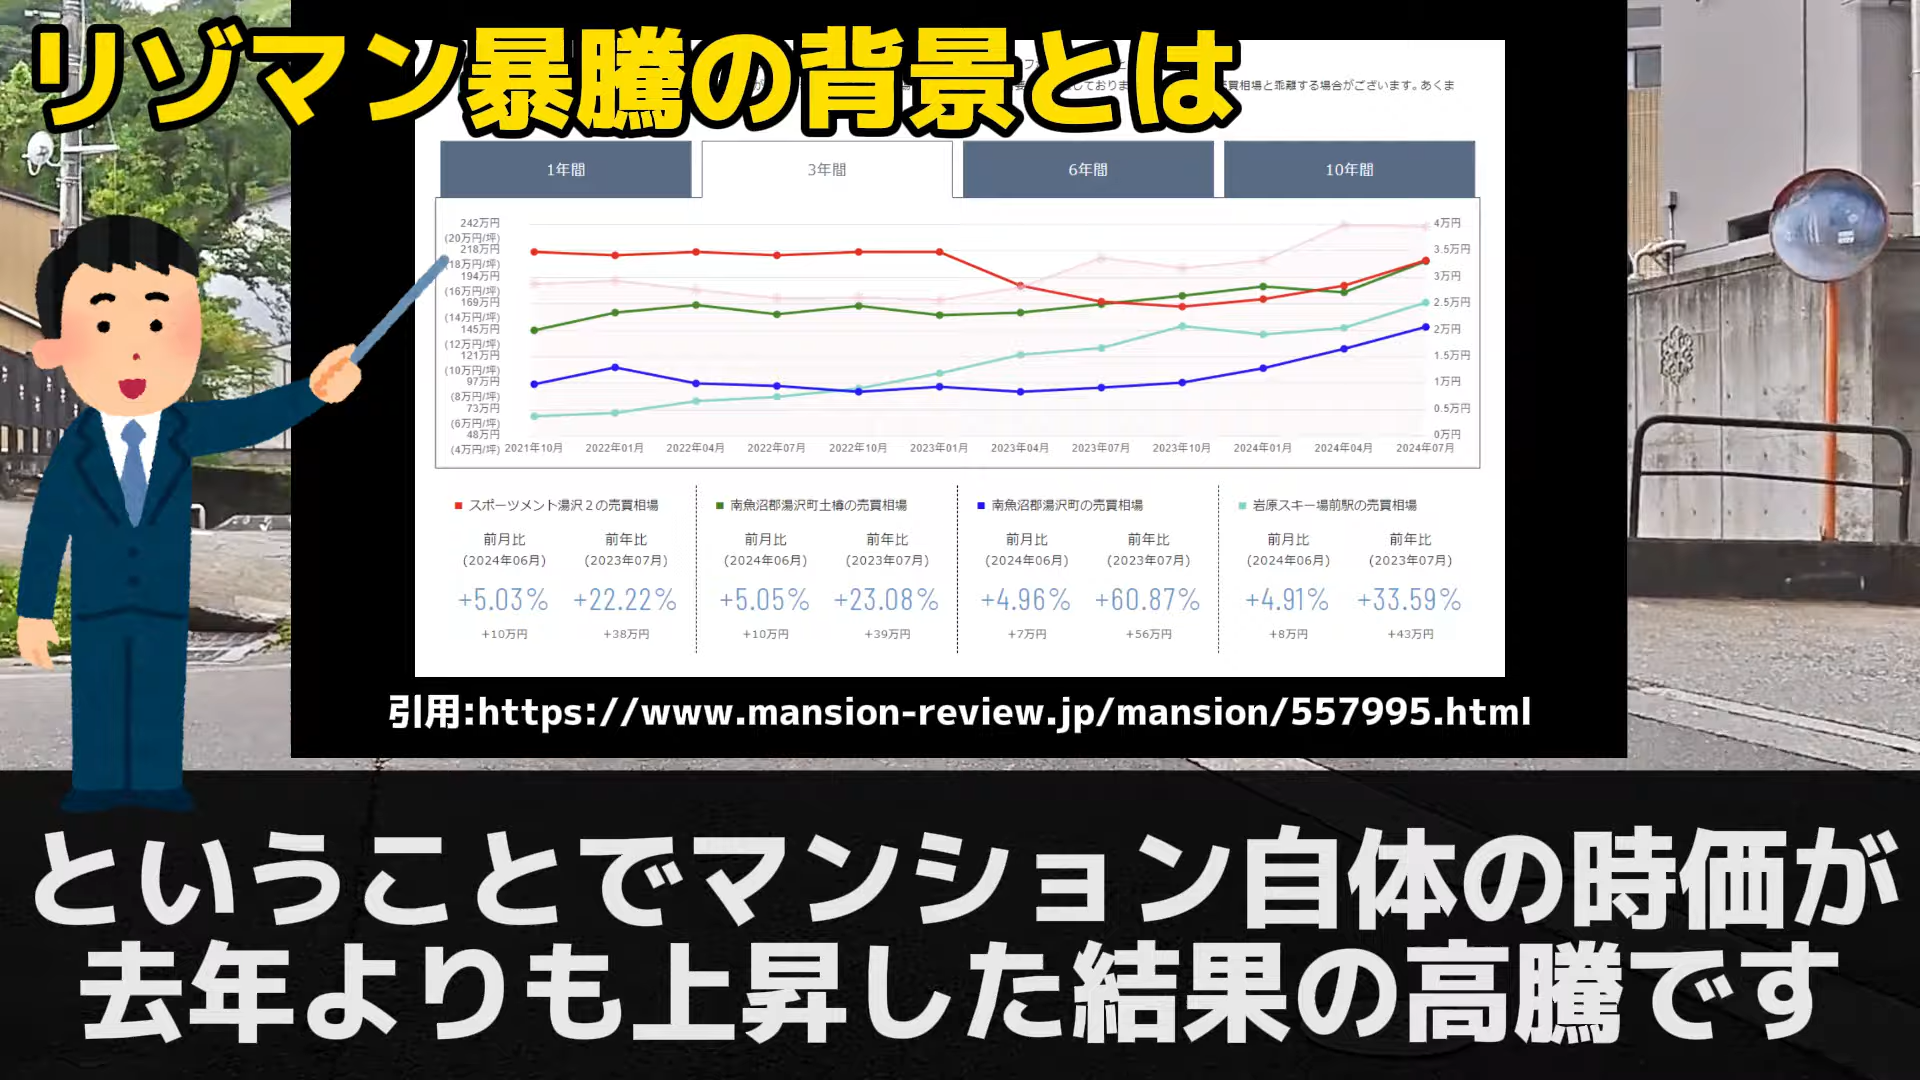 リゾマン暴騰の背景とは
売買相場と乖離する場合がございます。あくま
1年間
3年間
6年間
10年間
242万円
(20万円/坪)
218万円
(18万円/坪)
194万円
(16万円/坪)
169万円
(14万円/坪)
145万円
(12万円/坪)
121万円
(10万円/坪)
97万円
(8万円/坪)
73万円
(6万円/坪)
48万円
(4万円/坪)
4万円
3.5万円
3万円
2.5万円
2万円
1.5万円
1万円
0.5万円
0万円
2021年10月 2022年01月 2022年04月 2022年07月 2022年10月 2023年01月 2023年04月 2023年07月 2023年10月 2024年01月 2024年04月 2024年07月
スポーツメント湯沢2の売買相場
前月比 前年比
(2024年06月) (2023年07月)
+5.03% +22.22%
+10万円 +38万円
南魚沼郡湯沢町土樽の売買相場
前月比 前年比
(2024年06月) (2023年07月)
+5.05% +23.08%
+10万円 +39万円
南魚沼郡湯沢町の売買相場
前月比 前年比
(2024年06月) (2023年07月)
+4.96% +60.87%
+7万円 +56万円
岩原スキー場前駅の売買相場
前月比 前年比
(2024年06月) (2023年07月)
+4.91% +33.59%
+8万円 +43万円
引用:https://www.mansion-review.jp/mansion/557995.html
ということでマンション自体の時価が
去年よりも上昇した結果の高騰です